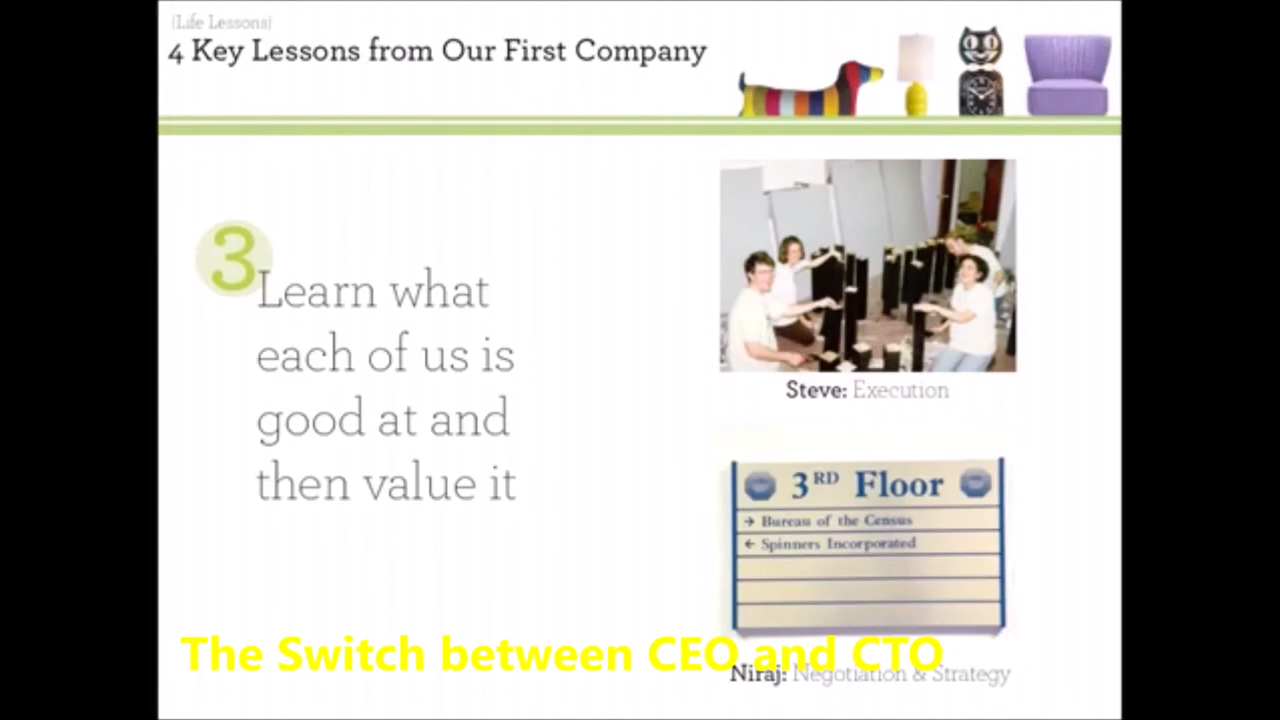 (Life Lessons)
4 Key Lessons from Our First Company
3
Learn what
each of us is
good at and
then value it
Steve: Execution
3RD Floor
→ Bureau of the Census
← Spinners Incorporated
The Switch between CEO and CTO
Niraj: Negotiation & Strategy